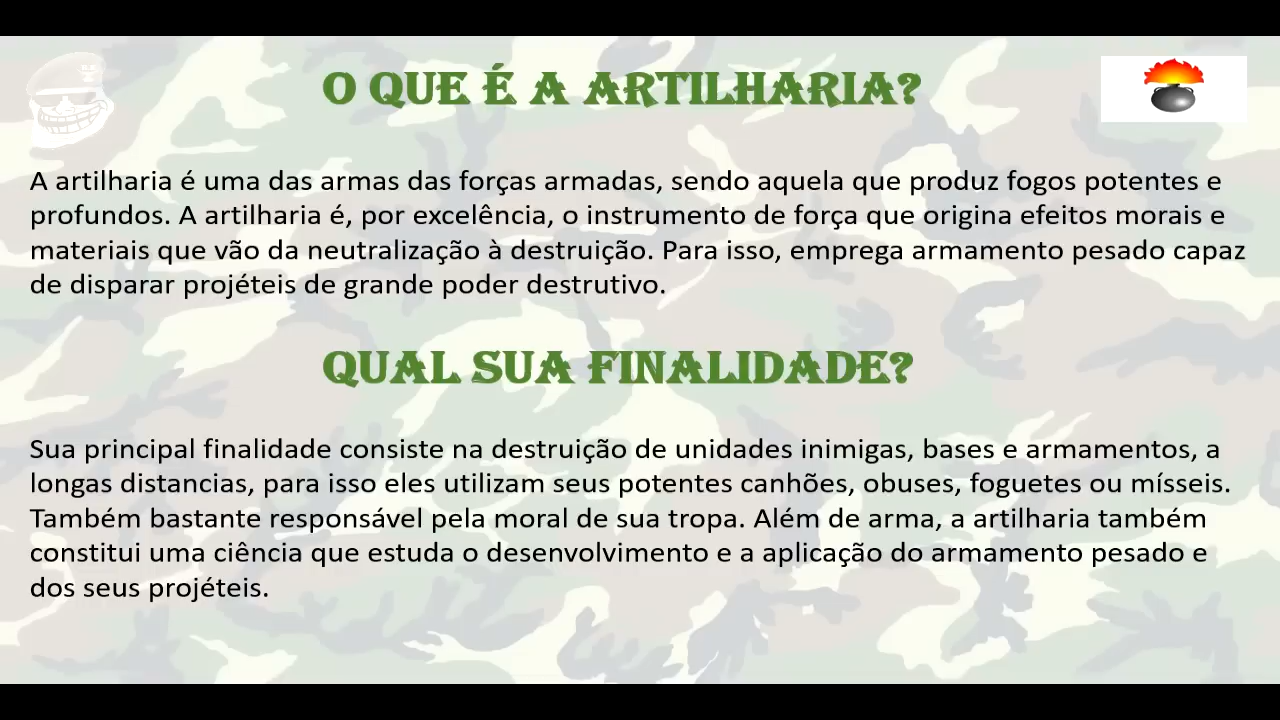 O QUE É A ARTILHARIA?
A artilharia é uma das armas das forças armadas, sendo aquela que produz fogos potentes e
profundos. A artilharia é, por excelência, o instrumento de força que origina efeitos morais e
materiais que vão da neutralização à destruição. Para isso, emprega armamento pesado capaz
de disparar projéteis de grande poder destrutivo.
QUAL SUA FINALIDADE?
Sua principal finalidade consiste na destruição de unidades inimigas, bases e armamentos, a
longas distancias, para isso eles utilizam seus potentes canhões, obuses, foguetes ou mísseis.
Também bastante responsável pela moral de sua tropa. Além de arma, a artilharia também
constitui uma ciência que estuda o desenvolvimento e a aplicação do armamento pesado e
dos seus projéteis.